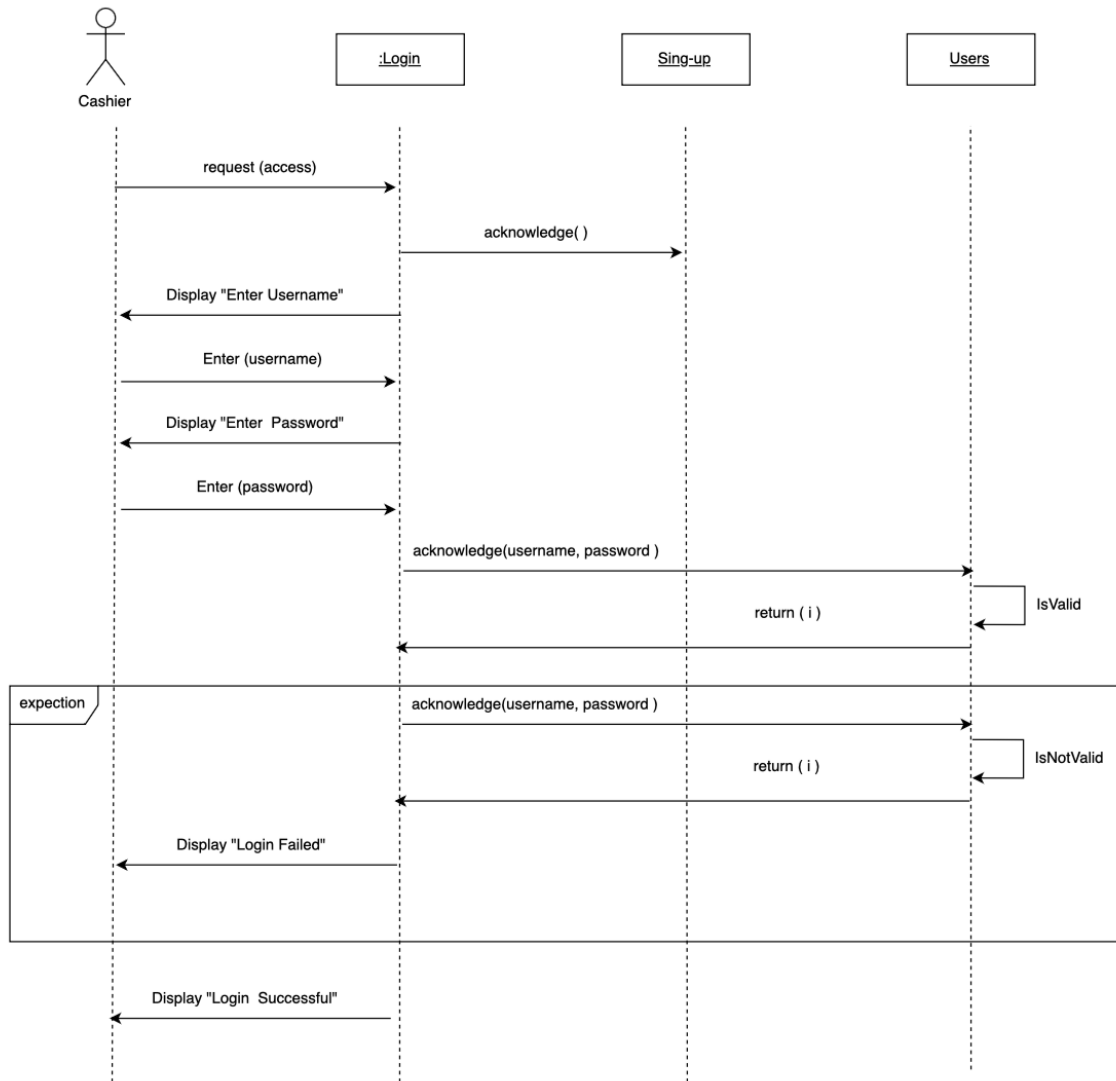 :Login
Sing-up
Users
Cashier
request (access)
acknowledge( )
Display "Enter Username"
Enter (username)
Display "Enter  Password"
Enter (password)
acknowledge(username, password )
IsValid
return ( i )
expection
acknowledge(username, password )
IsNotValid
return ( i )
Display "Login Failed"
Display "Login  Successful"